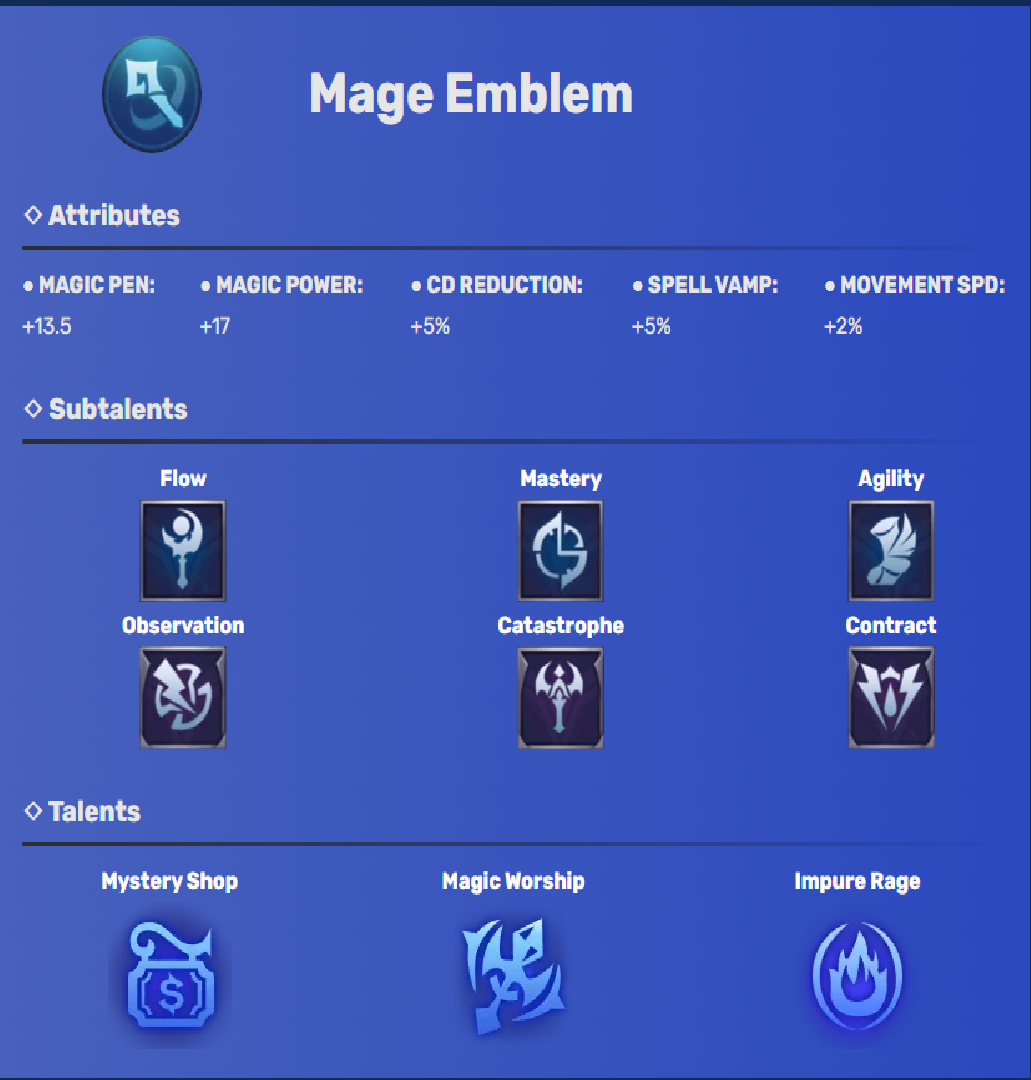 Mage Emblem
◇ Attributes
• MAGIC PEN: • MAGIC POWER: • CD REDUCTION: • SPELL VAMP: • MOVEMENT SPD:
+13.5 +17 +5% +5% +2%
◇ Subtalents
Flow Mastery Agility
Observation Catastrophe Contract
◇ Talents
Mystery Shop Magic Worship Impure Rage
$